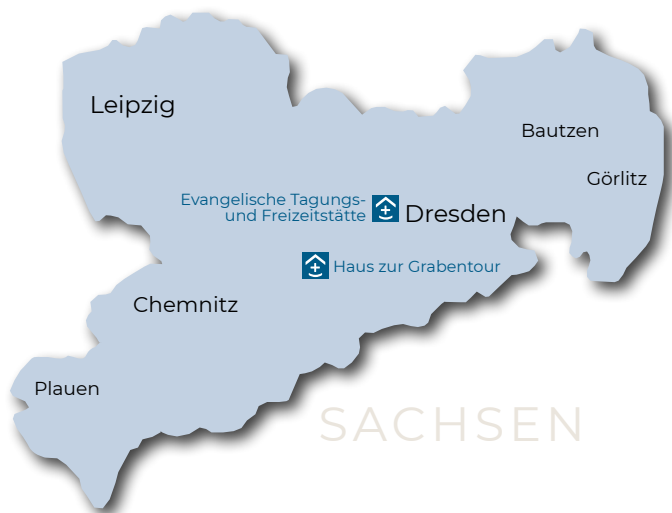 Leipzig
Bautzen
Görlitz
Evangelische Tagungs-
und Freizeitstätte
Dresden
Haus zur Grabentour
Chemnitz
Plauen
SACHSEN